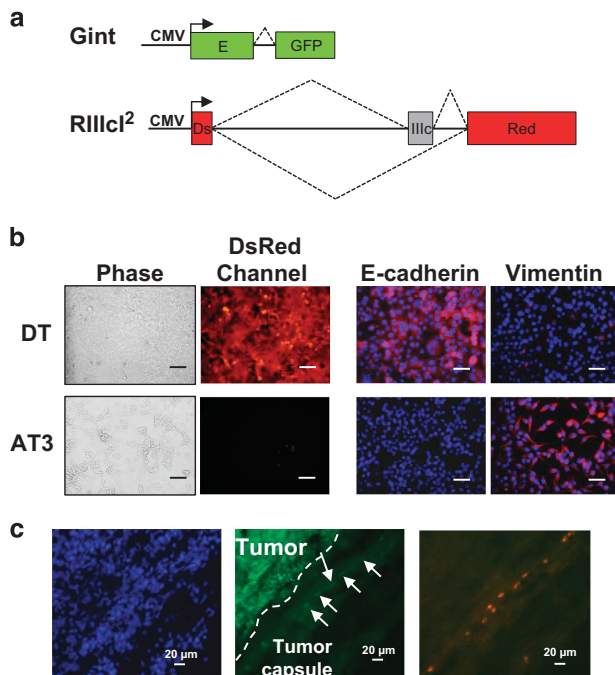 a
Gint
CMV
E
GFP
RIIIcI²
CMV
Ds
IIIc
Red
b
Phase
DsRed
Channel
E-cadherin
Vimentin
DT
AT3
c
20 µm
Tumor
Tumor
capsule
20 µm
20 µm